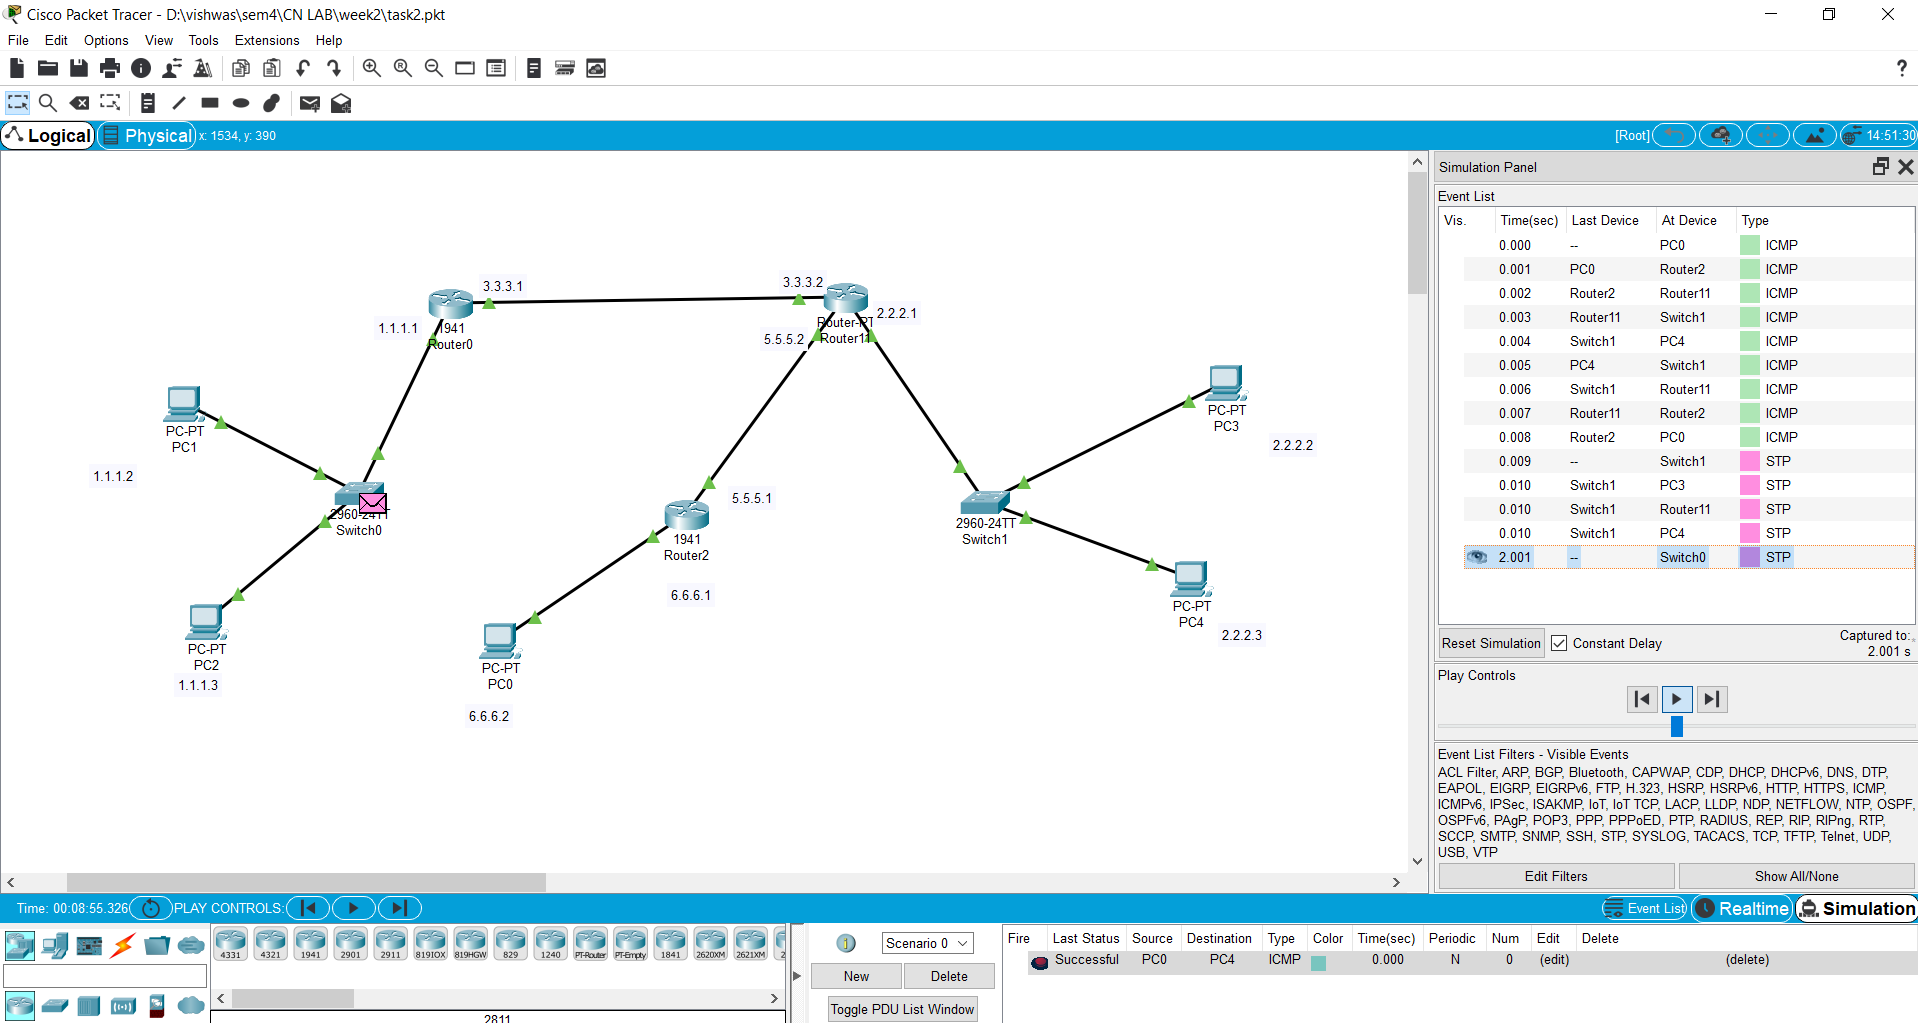 Cisco Packet Tracer - D:\vishwas\sem4\CN LAB\week2\task2.pkt
File Edit Options View Tools Extensions Help
?
Logical Physical x: 1534, y: 390 [Root] 14:51:30
3.3.3.1
3.3.3.2
1.1.1.1
1941
Router0
Router-PT
Router11
2.2.2.1
5.5.5.2
PC-PT
PC1
1.1.1.2
2960-24TT
Switch0
PC-PT
PC2
1.1.1.3
5.5.5.1
1941
Router2
6.6.6.1
PC-PT
PC0
6.6.6.2
2960-24TT
Switch1
PC-PT
PC3
2.2.2.2
PC-PT
PC4
2.2.2.3
Simulation Panel
Event List
Vis. Time(sec) Last Device At Device Type
0.000 -- PC0 ICMP
0.001 PC0 Router2 ICMP
0.002 Router2 Router11 ICMP
0.003 Router11 Switch1 ICMP
0.004 Switch1 PC4 ICMP
0.005 PC4 Switch1 ICMP
0.006 Switch1 Router11 ICMP
0.007 Router11 Router2 ICMP
0.008 Router2 PC0 ICMP
0.009 -- Switch1 STP
0.010 Switch1 PC3 STP
0.010 Switch1 Router11 STP
0.010 Switch1 PC4 STP
2.001 -- Switch0 STP
Reset Simulation Constant Delay Captured to:
2.001 s
Play Controls
Event List Filters - Visible Events
ACL Filter, ARP, BGP, Bluetooth, CAPWAP, CDP, DHCP, DHCPv6, DNS, DTP,
EAPOL, EIGRP, EIGRPv6, FTP, H.323, HSRP, HSRPv6, HTTP, HTTPS, ICMP,
ICMPv6, IPSec, ISAKMP, IoT, IoT TCP, LACP, LLDP, NDP, NETFLOW, NTP, OSPF,
OSPFv6, PAgP, POP3, PPP, PPPoED, PTP, RADIUS, REP, RIP, RIPng, RTP,
SCCP, SMTP, SNMP, SSH, STP, SYSLOG, TACACS, TCP, TFTP, Telnet, UDP,
USB, VTP
Edit Filters Show All/None
Time: 00:08:55.326 PLAY CONTROLS: Event List Realtime Simulation
4331 4321 1941 2901 2911 819IOX 819HGW 829 1240 PT-Router PT-Empty 1841 2620XM 2621XM 2
2811
1 Scenario 0
New Delete
Toggle PDU List Window
Fire Last Status Source Destination Type Color Time(sec) Periodic Num Edit Delete
Successful PC0 PC4 ICMP 0.000 N 0 (edit) (delete)